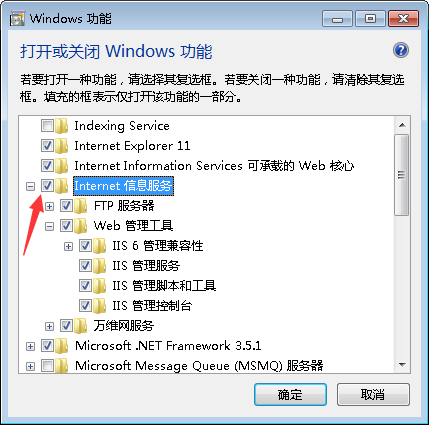 Windows 功能
打开或关闭 Windows 功能
若要打开一种功能，请选择其复选框。若要关闭一种功能，请清除其复选
框。填充的框表示仅打开该功能的一部分。
Indexing Service
Internet Explorer 11
Internet Information Services 可承载的 Web 核心
Internet 信息服务
FTP 服务器
Web 管理工具
IIS 6 管理兼容性
IIS 管理服务
IIS 管理脚本和工具
IIS 管理控制台
万维网服务
Microsoft .NET Framework 3.5.1
Microsoft Message Queue (MSMQ) 服务器
确定
取消